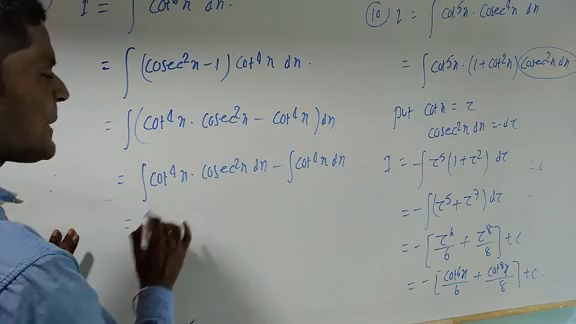 I = ∫ cot⁶x dx.
= ∫ (cosec²x - 1) cot⁴x dx.
= ∫ (cot⁴x · cosec²x - cot⁴x) dx
= ∫ cot⁴x · cosec²x dx - ∫ cot⁴x dx
=
⑩ I = ∫ cot⁵x · cosec⁴x dx
= ∫ cot⁵x · (1 + cot²x) cosec²x dx
put cotx = z
cosec²x dx = -dz
I = -∫ z⁵(1 + z²) dz
= -∫ (z⁵ + z⁷) dz
= -[z⁶/6 + z⁸/8] + c
= -[cot⁶x/6 + cot⁸x/8] + c.